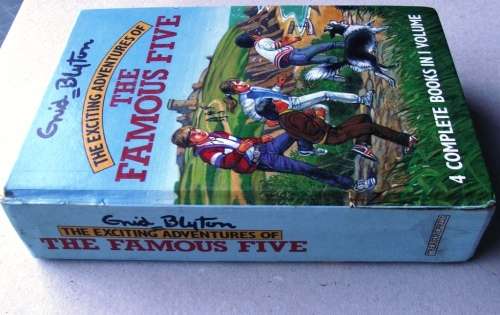 Enid Blyton
THE EXCITING ADVENTURES OF
THE
FAMOUS FIVE
4 COMPLETE BOOKS IN 1 VOLUME
Enid Blyton
THE EXCITING ADVENTURES OF
THE FAMOUS FIVE